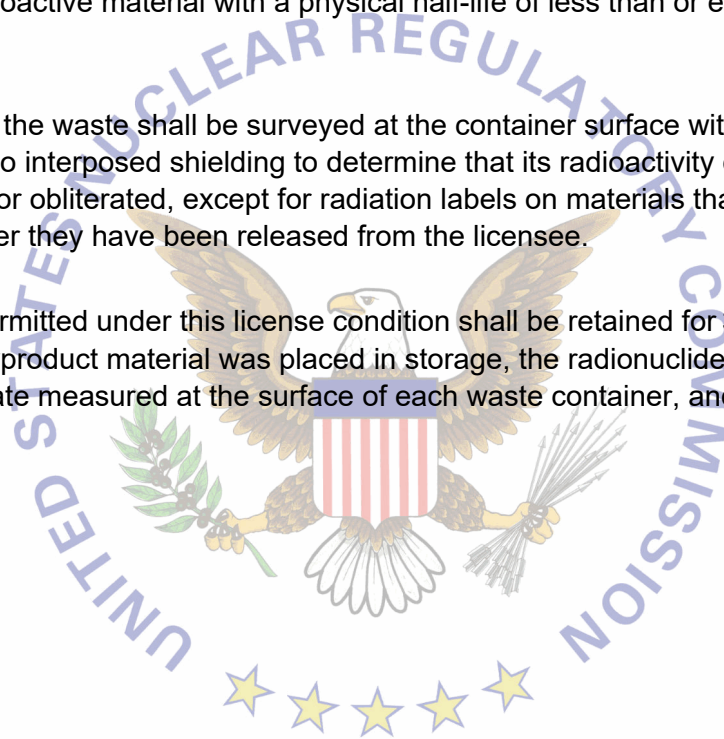 oactive material with a physical half-life of less than or e
the waste shall be surveyed at the container surface wit
o interposed shielding to determine that its radioactivity
or obliterated, except for radiation labels on materials tha
er they have been released from the licensee.
rmitted under this license condition shall be retained for
product material was placed in storage, the radionuclide
ate measured at the surface of each waste container, and
UNITED STATES NUCLEAR REGULATORY COMMISSION